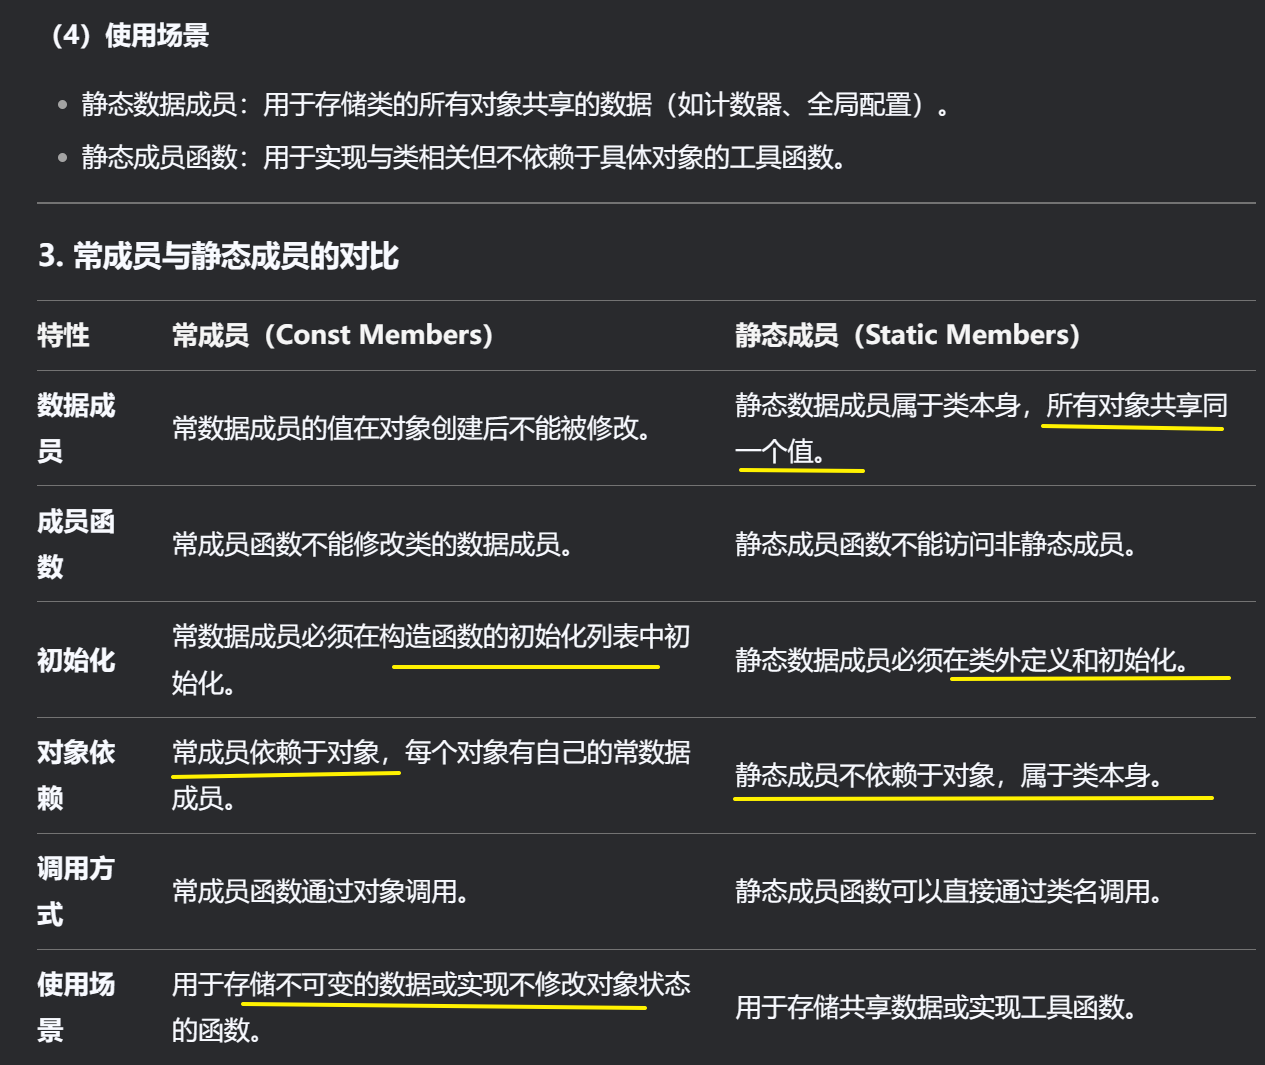 （4）使用场景
静态数据成员：用于存储类的所有对象共享的数据（如计数器、全局配置）。
静态成员函数：用于实现与类相关但不依赖于具体对象的工具函数。
3. 常成员与静态成员的对比
特性 常成员（Const Members） 静态成员（Static Members）
数据成
员
常数据成员的值在对象创建后不能被修改。
静态数据成员属于类本身，所有对象共享同
一个值。
成员函
数
常成员函数不能修改类的数据成员。
静态成员函数不能访问非静态成员。
初始化
常数据成员必须在构造函数的初始化列表中初
始化。
静态数据成员必须在类外定义和初始化。
对象依
赖
常成员依赖于对象，每个对象有自己的常数据
成员。
静态成员不依赖于对象，属于类本身。
调用方
式
常成员函数通过对象调用。
静态成员函数可以直接通过类名调用。
使用场
景
用于存储不可变的数据或实现不修改对象状态
的函数。
用于存储共享数据或实现工具函数。